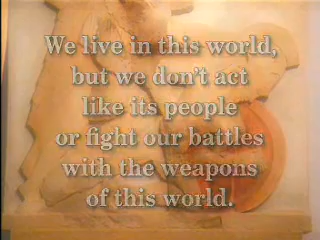 We live in this world,
but we don't act
like its people
or fight our battles
with the weapons
of this world.